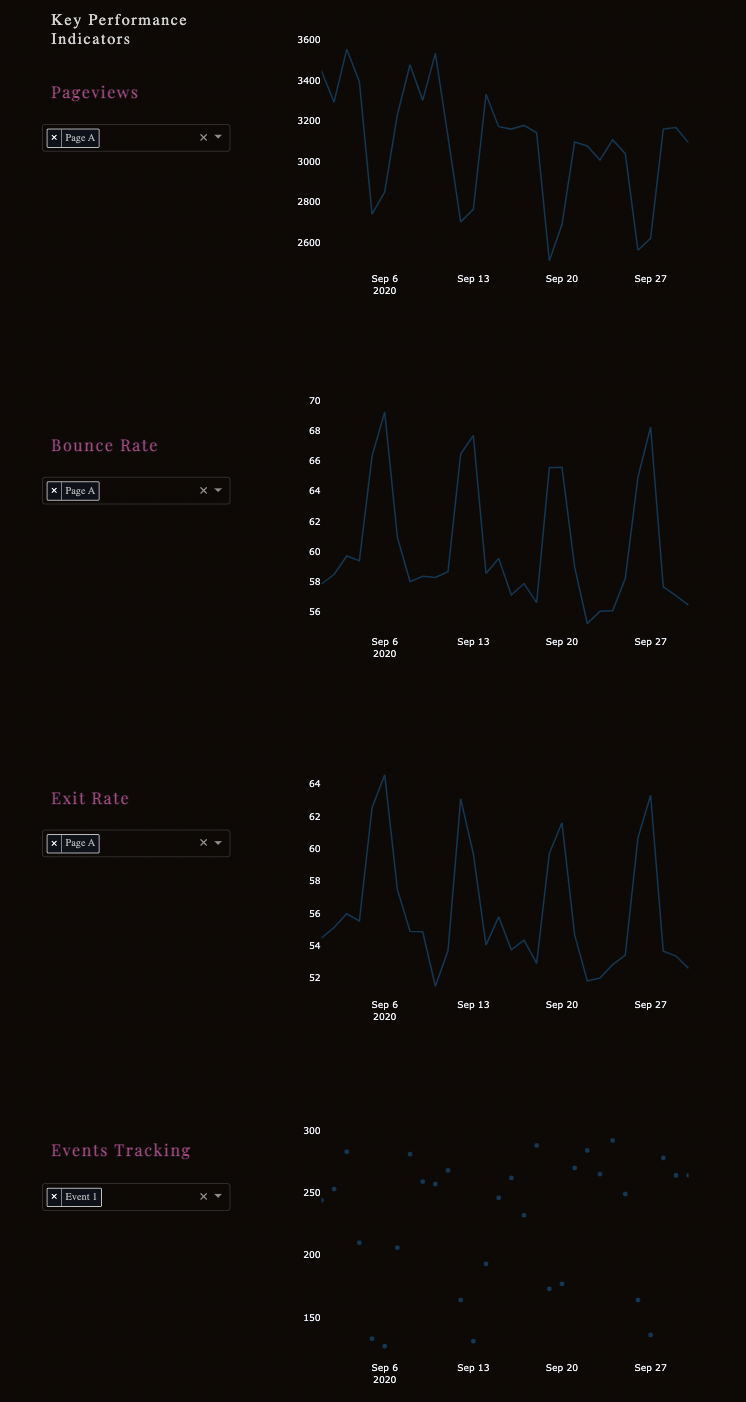 Key Performance
Indicators
Pageviews
× Page A ×
3600
3400
3200
3000
2800
2600
Sep 6
2020
Sep 13
Sep 20
Sep 27
Bounce Rate
× Page A ×
70
68
66
64
62
60
58
56
Sep 6
2020
Sep 13
Sep 20
Sep 27
Exit Rate
× Page A ×
64
62
60
58
56
54
52
Sep 6
2020
Sep 13
Sep 20
Sep 27
Events Tracking
× Event 1 ×
300
250
200
150
Sep 6
2020
Sep 13
Sep 20
Sep 27